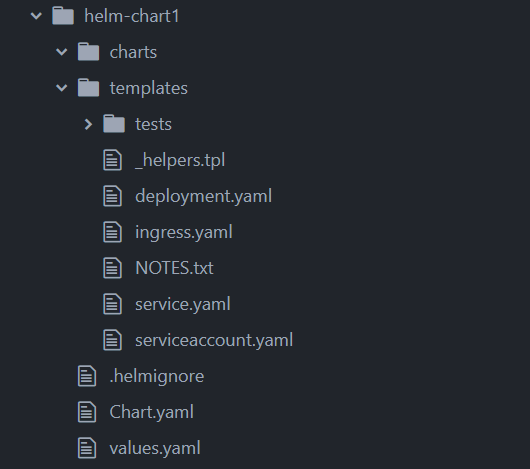 helm-chart1
charts
templates
tests
_helpers.tpl
deployment.yaml
ingress.yaml
NOTES.txt
service.yaml
serviceaccount.yaml
.helmignore
Chart.yaml
values.yaml